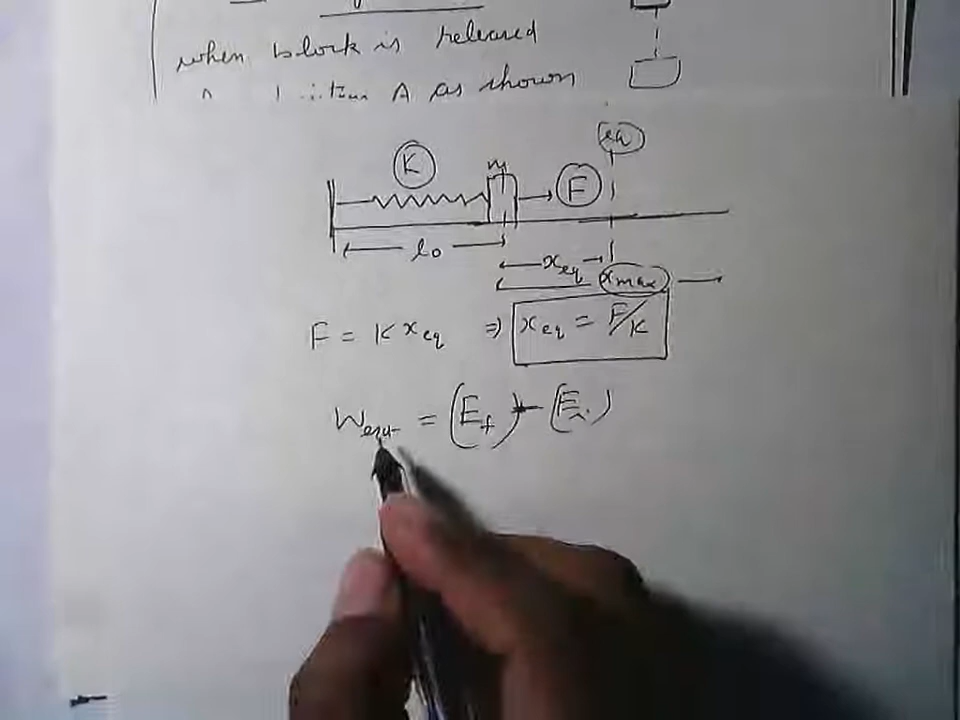 when block is released
A as shown
eq
K m F
l₀ x_eq
x_max
F = K x_eq ⇒ x_eq = F/K
W_ext = (E_f) - (E_i)